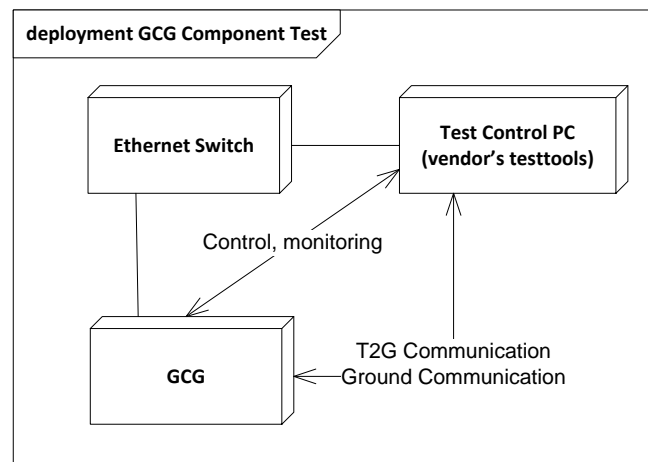 deployment GCG Component Test
Ethernet Switch
Test Control PC
(vendor's testtools)
Control, monitoring
T2G Communication
Ground Communication
GCG